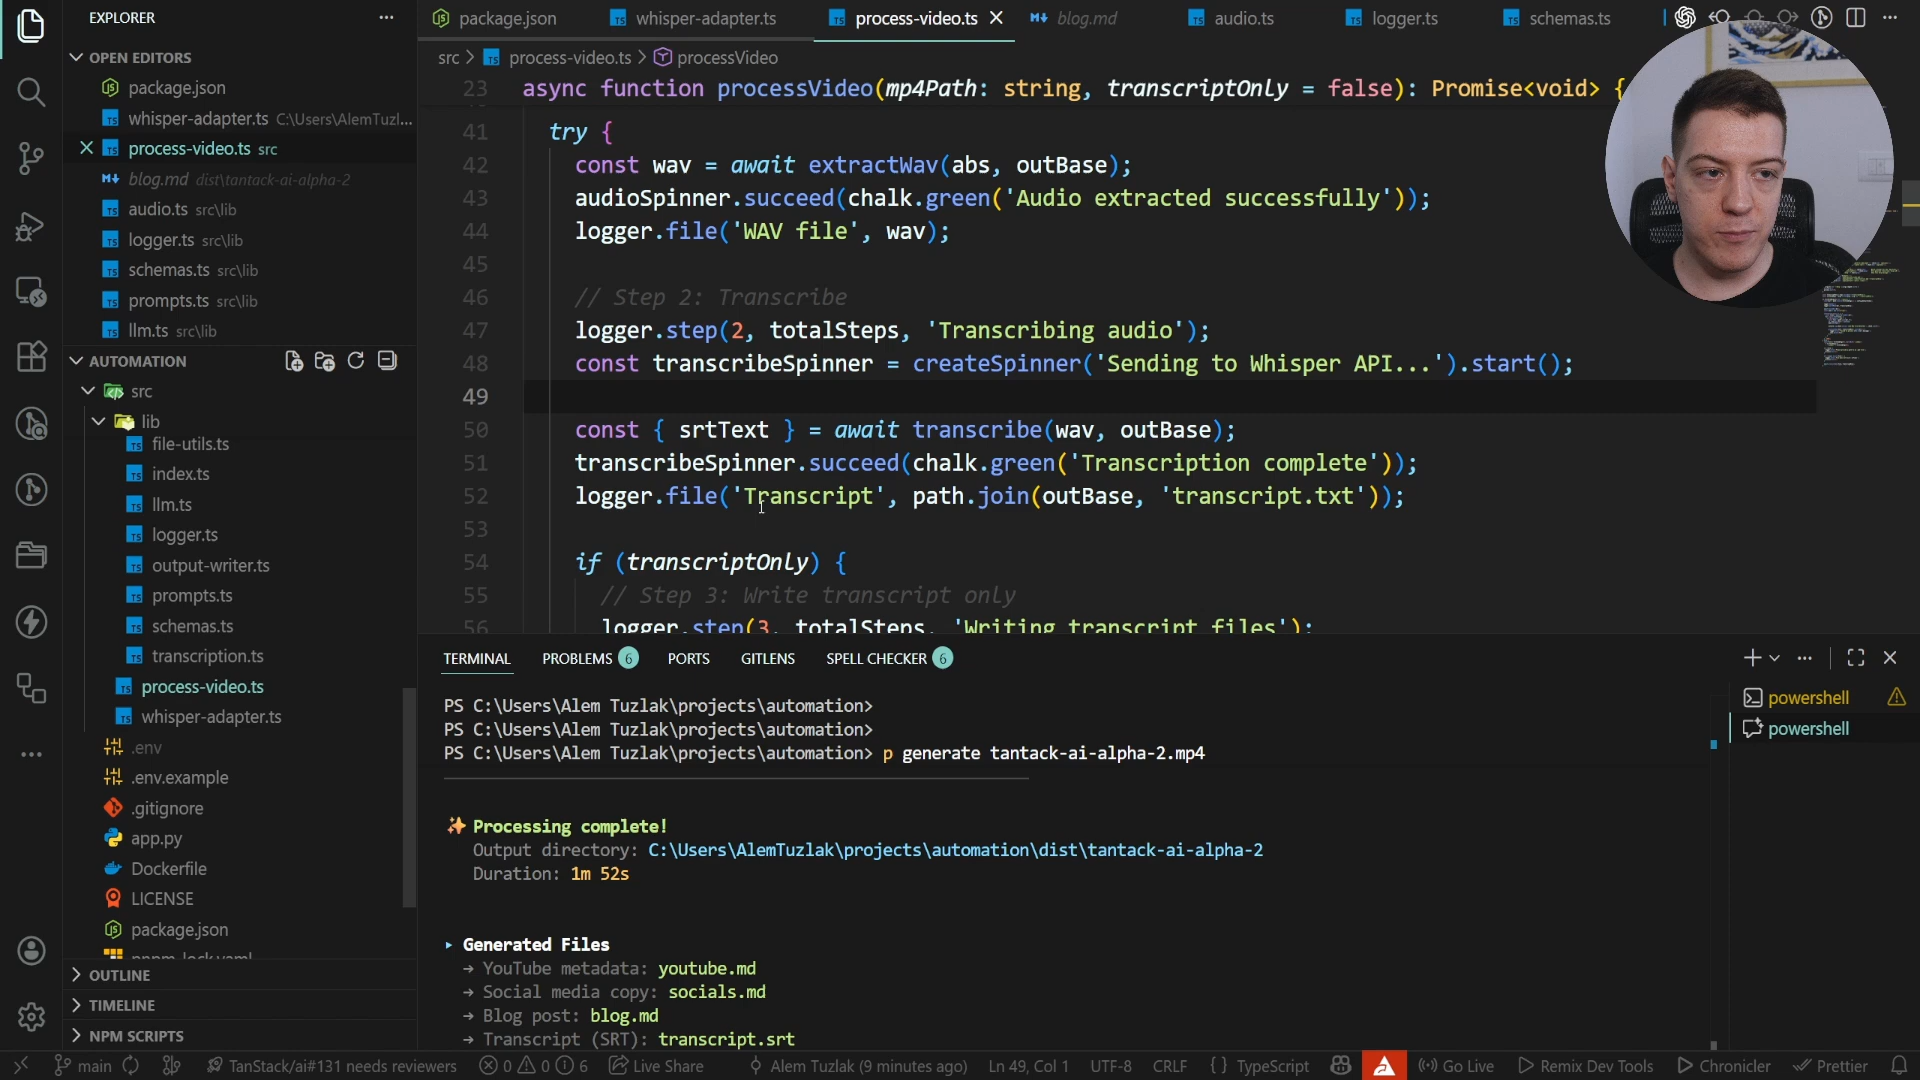 EXPLORER
OPEN EDITORS
package.json
whisper-adapter.ts C:\Users\AlemTuzl...
process-video.ts src
blog.md dist\tantack-ai-alpha-2
audio.ts src\lib
logger.ts src\lib
schemas.ts src\lib
prompts.ts src\lib
llm.ts src\lib
AUTOMATION
src
lib
file-utils.ts
index.ts
llm.ts
logger.ts
output-writer.ts
prompts.ts
schemas.ts
transcription.ts
process-video.ts
whisper-adapter.ts
.env
.env.example
.gitignore
app.py
Dockerfile
LICENSE
package.json
pnpm-lock.yaml
OUTLINE
TIMELINE
NPM SCRIPTS
package.json whisper-adapter.ts process-video.ts blog.md audio.ts logger.ts schemas.ts
src > process-video.ts > processVideo
23 async function processVideo(mp4Path: string, transcriptOnly = false): Promise<void> {
41 try {
42 const wav = await extractWav(abs, outBase);
43 audioSpinner.succeed(chalk.green('Audio extracted successfully'));
44 logger.file('WAV file', wav);
45
46 // Step 2: Transcribe
47 logger.step(2, totalSteps, 'Transcribing audio');
48 const transcribeSpinner = createSpinner('Sending to Whisper API...').start();
49
50 const { srtText } = await transcribe(wav, outBase);
51 transcribeSpinner.succeed(chalk.green('Transcription complete'));
52 logger.file('Transcript', path.join(outBase, 'transcript.txt'));
53
54 if (transcriptOnly) {
55 // Step 3: Write transcript only
56 logger.step(3, totalSteps, 'Writing transcript files');
TERMINAL PROBLEMS 6 PORTS GITLENS SPELL CHECKER 6
PS C:\Users\Alem Tuzlak\projects\automation>
PS C:\Users\Alem Tuzlak\projects\automation>
PS C:\Users\Alem Tuzlak\projects\automation> p generate tantack-ai-alpha-2.mp4
✨ Processing complete!
Output directory: C:\Users\AlemTuzlak\projects\automation\dist\tantack-ai-alpha-2
Duration: 1m 52s
▸ Generated Files
→ YouTube metadata: youtube.md
→ Social media copy: socials.md
→ Blog post: blog.md
→ Transcript (SRT): transcript.srt
powershell
powershell
main TanStack/ai#131 needs reviewers 0 0 6 Live Share Alem Tuzlak (9 minutes ago) Ln 49, Col 1 UTF-8 CRLF { } TypeScript Go Live Remix Dev Tools Chronicler Prettier